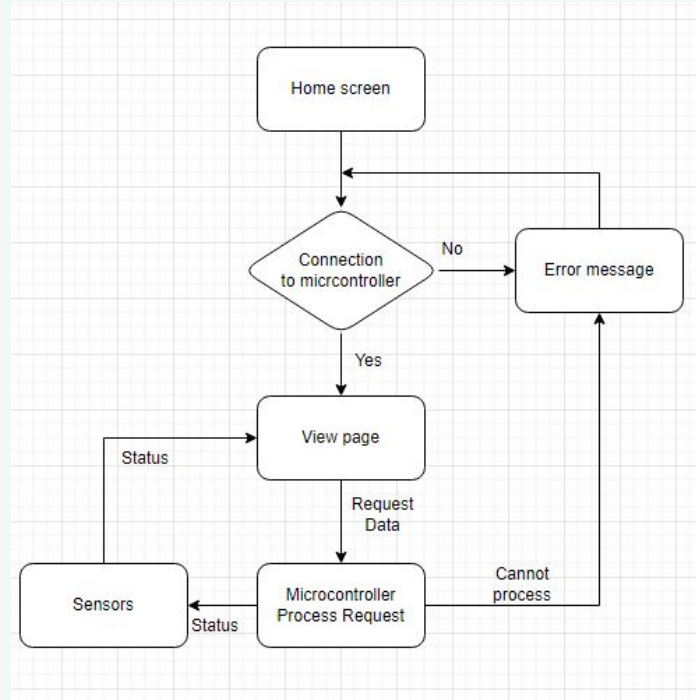 Home screen
Connection
to micrcontroller
No
Error message
Yes
View page
Status
Request
Data
Sensors
Status
Microcontroller
Process Request
Cannot
process